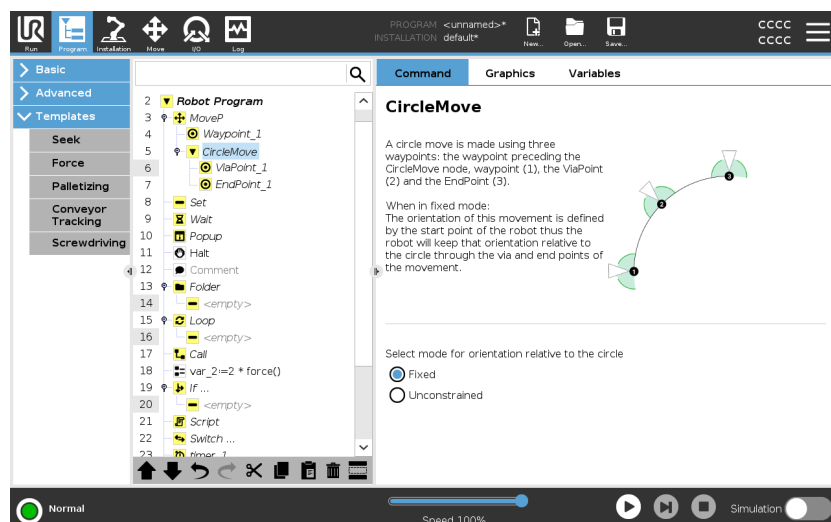 UR
Run
Program
Installation
Move
I/O
Log
PROGRAM <unnamed>*
INSTALLATION default*
New...
Open...
Save...
cccc
cccc
Basic
Advanced
Templates
Seek
Force
Palletizing
Conveyor
Tracking
Screwdriving
2 Robot Program
3 MoveP
4 Waypoint_1
5 CircleMove
6 ViaPoint_1
7 EndPoint_1
8 Set
9 Wait
10 Popup
11 Halt
12 Comment
13 Folder
14 <empty>
15 Loop
16 <empty>
17 Call
18 var_2:=2 * force()
19 If ...
20 <empty>
21 Script
22 Switch ...
23 timer_1
Command
Graphics
Variables
CircleMove
A circle move is made using three
waypoints: the waypoint preceding the
CircleMove node, waypoint (1), the ViaPoint
(2) and the EndPoint (3).
When in fixed mode:
The orientation of this movement is defined
by the start point of the robot thus the
robot will keep that orientation relative to
the circle through the via and end points of
the movement.
3
2
1
Select mode for orientation relative to the circle
Fixed
Unconstrained
Normal
Speed 100%
Simulation